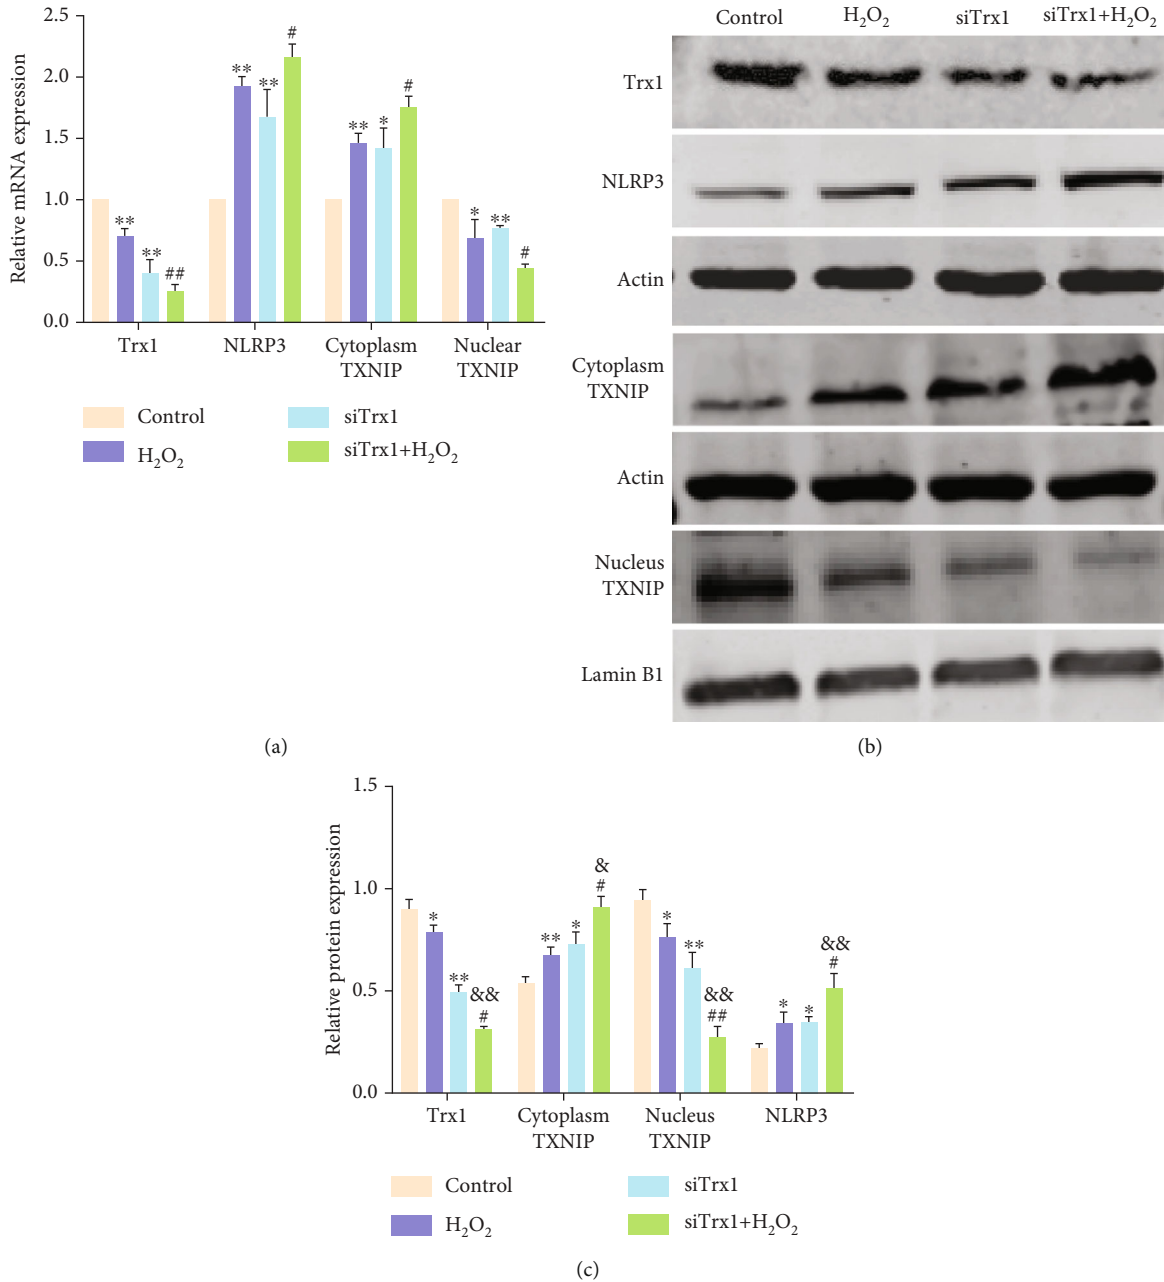 2.5
2.0
1.5
1.0
0.5
0.0
Relative mRNA expression
** ** #
** * #
** ** ##
* ** #
Trx1 NLRP3 Cytoplasm TXNIP Nuclear TXNIP
Control
H₂O₂
siTrx1
siTrx1+H₂O₂
(a)
Control H₂O₂ siTrx1 siTrx1+H₂O₂
Trx1
NLRP3
Actin
Cytoplasm
TXNIP
Actin
Nucleus
TXNIP
Lamin B1
(b)
1.5
1.0
0.5
0.0
Relative protein expression
* ** && #
** * & #
* ** && ##
* * && #
Trx1 Cytoplasm TXNIP Nucleus TXNIP NLRP3
Control
H₂O₂
siTrx1
siTrx1+H₂O₂
(c)